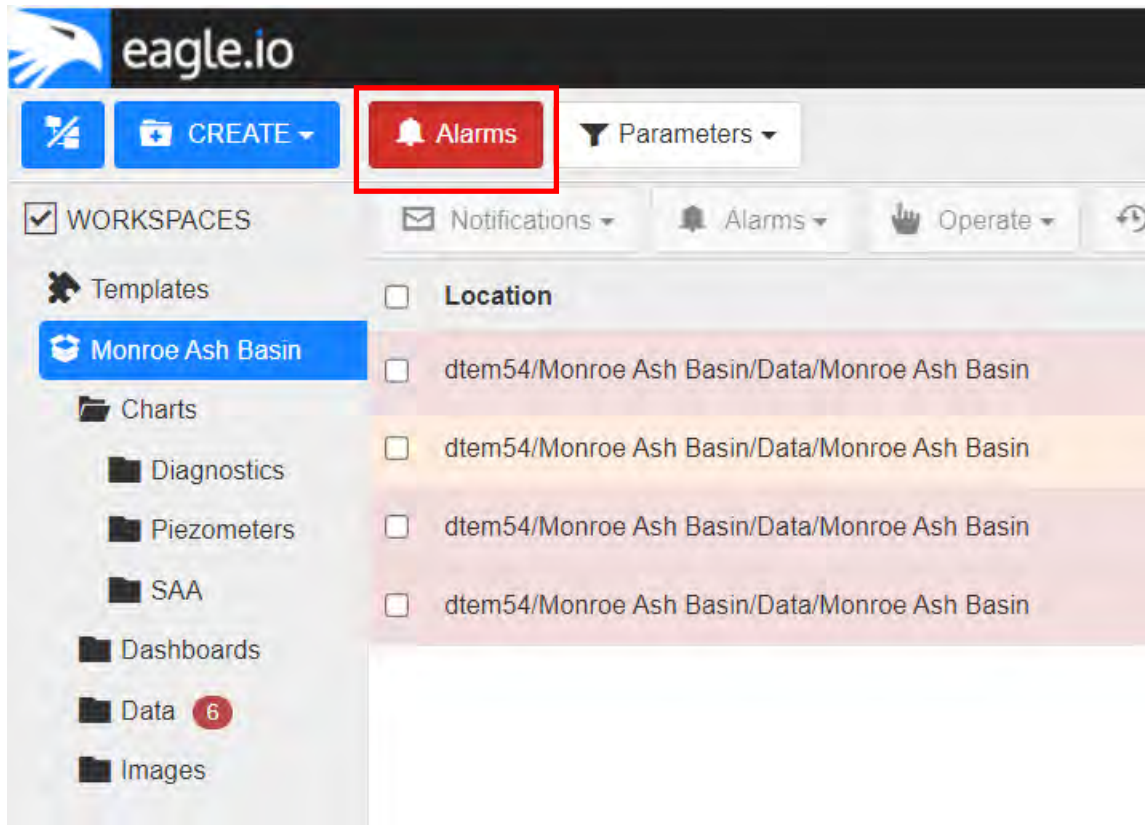 eagle.io
CREATE Alarms Parameters
WORKSPACES
Notifications Alarms Operate
Templates
Location
Monroe Ash Basin
dtem54/Monroe Ash Basin/Data/Monroe Ash Basin
Charts
dtem54/Monroe Ash Basin/Data/Monroe Ash Basin
Diagnostics
Piezometers
dtem54/Monroe Ash Basin/Data/Monroe Ash Basin
SAA
dtem54/Monroe Ash Basin/Data/Monroe Ash Basin
Dashboards
Data 6
Images